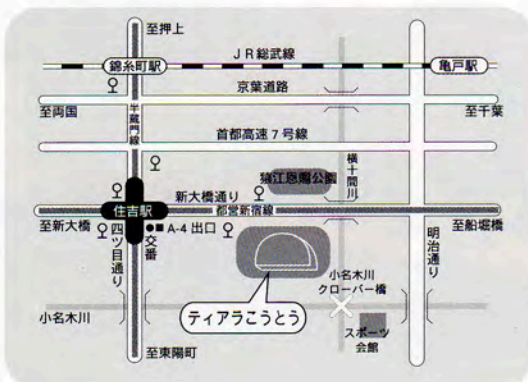 至押上
JR総武線
錦糸町駅
亀戸駅
京葉道路
至両国
至千葉
半蔵門線
首都高速7号線
猿江恩賜公園
横十間川
新大橋通り
住吉駅
都営新宿線
至新大橋
至船堀橋
四ツ目通り
交番
A-4 出口
明治通り
小名木川
クローバー橋
ティアラこうとう
小名木川
スポーツ
会館
至東陽町